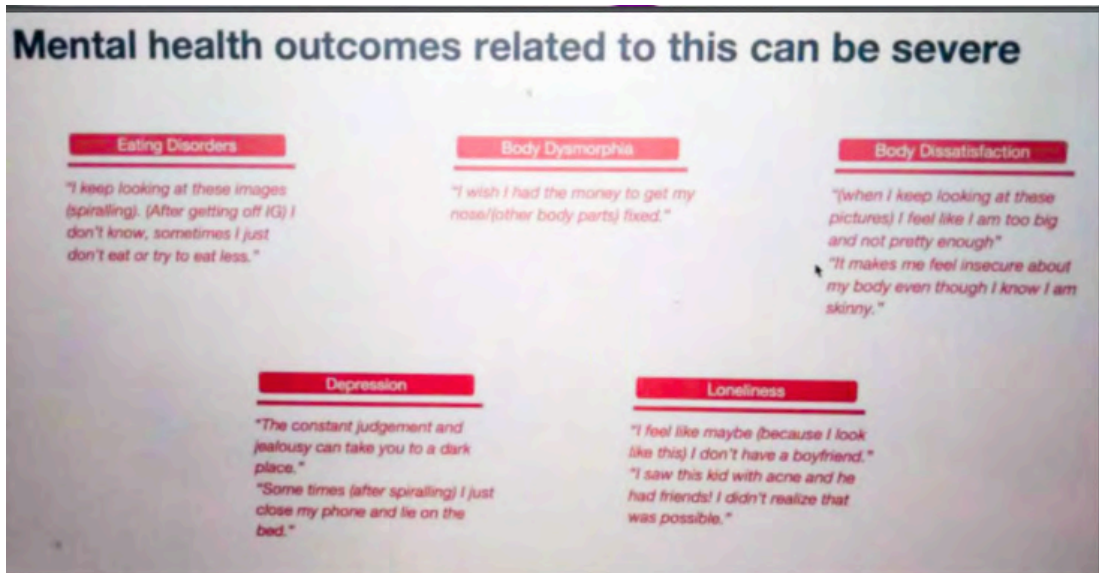 Mental health outcomes related to this can be severe
Eating Disorders
"I keep looking at these images
(spiralling). (After getting off IG) I
don't know, sometimes I just
don't eat or try to eat less."
Body Dysmorphia
"I wish I had the money to get my
nose/(other body parts) fixed."
Body Dissatisfaction
"(when I keep looking at these
pictures) I feel like I am too big
and not pretty enough"
"It makes me feel insecure about
my body even though I know I am
skinny."
Depression
"The constant judgement and
jealousy can take you to a dark
place."
"Some times (after spiralling) I just
close my phone and lie on the
bed."
Loneliness
"I feel like maybe (because I look
like this) I don't have a boyfriend."
"I saw this kid with acne and he
had friends! I didn't realize that
was possible."